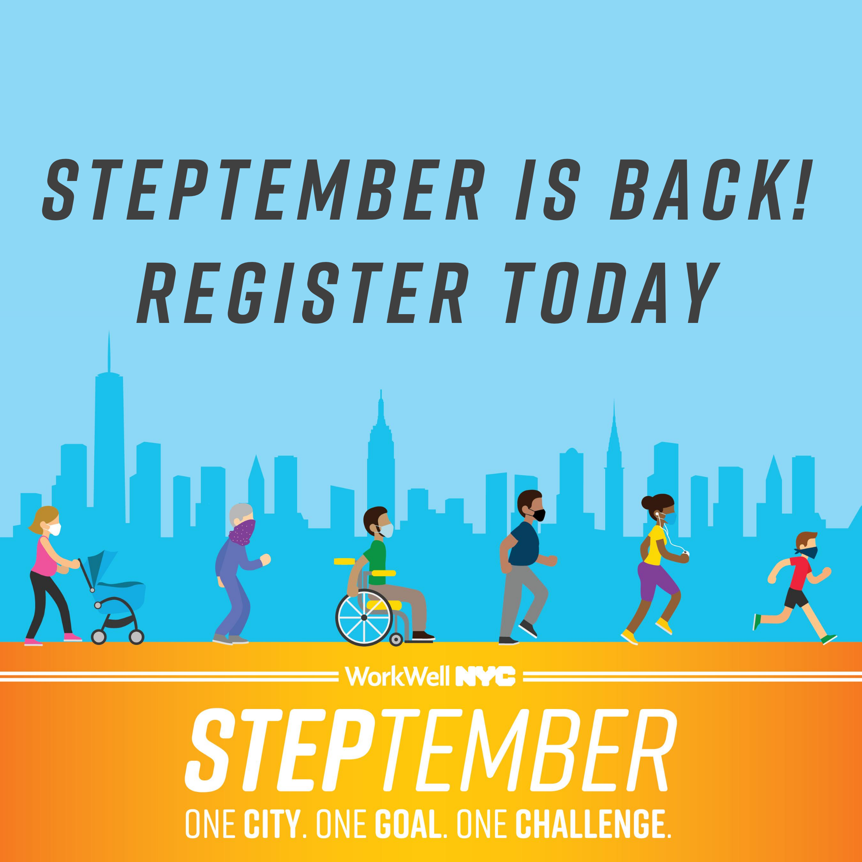 STEPTEMBER IS BACK!
REGISTER TODAY
WorkWell NYC
STEPTEMBER
ONE CITY. ONE GOAL. ONE CHALLENGE.